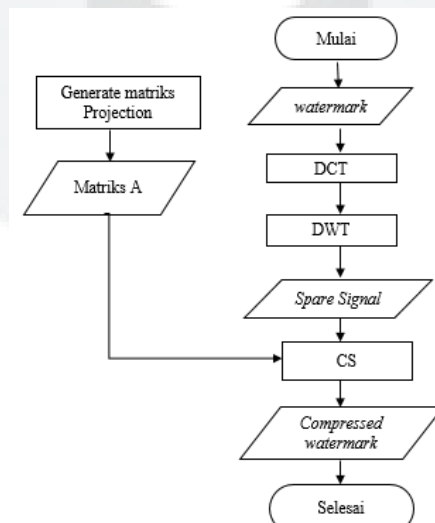 Mulai
Generate matriks
Projection
watermark
Matriks A
DCT
DWT
Spare Signal
CS
Compressed
watermark
Selesai